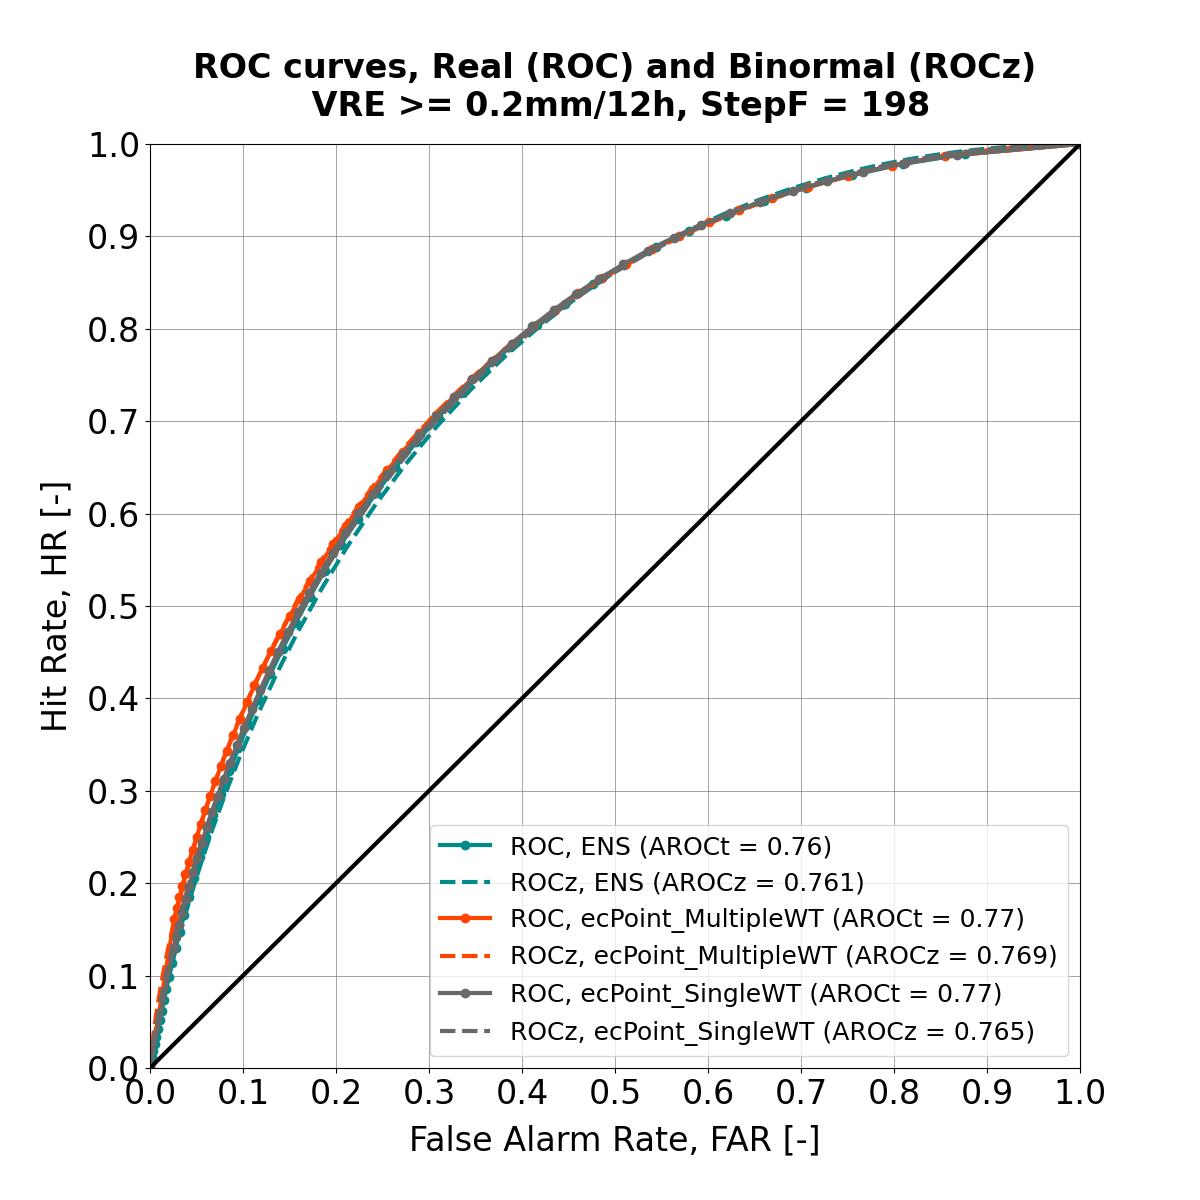 ROC curves, Real (ROC) and Binormal (ROCz)
VRE >= 0.2mm/12h, StepF = 198
1.0
0.9
0.8
0.7
0.6
0.5
0.4
0.3
0.2
0.1
0.0
Hit Rate, HR [-]
ROC, ENS (AROCt = 0.76)
ROCz, ENS (AROCz = 0.761)
ROC, ecPoint_MultipleWT (AROCt = 0.77)
ROCz, ecPoint_MultipleWT (AROCz = 0.769)
ROC, ecPoint_SingleWT (AROCt = 0.77)
ROCz, ecPoint_SingleWT (AROCz = 0.765)
0.0 0.1 0.2 0.3 0.4 0.5 0.6 0.7 0.8 0.9 1.0
False Alarm Rate, FAR [-]